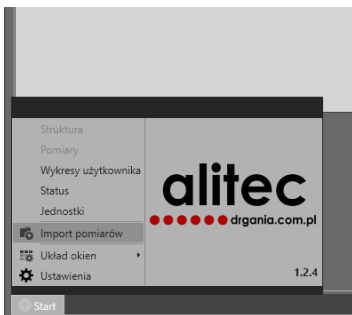 Struktura
Pomiary
Wykresy użytkownika
Status
Jednostki
Import pomiarów
Układ okien
Ustawienia
alitec
drgania.com.pl
1.2.4
Start